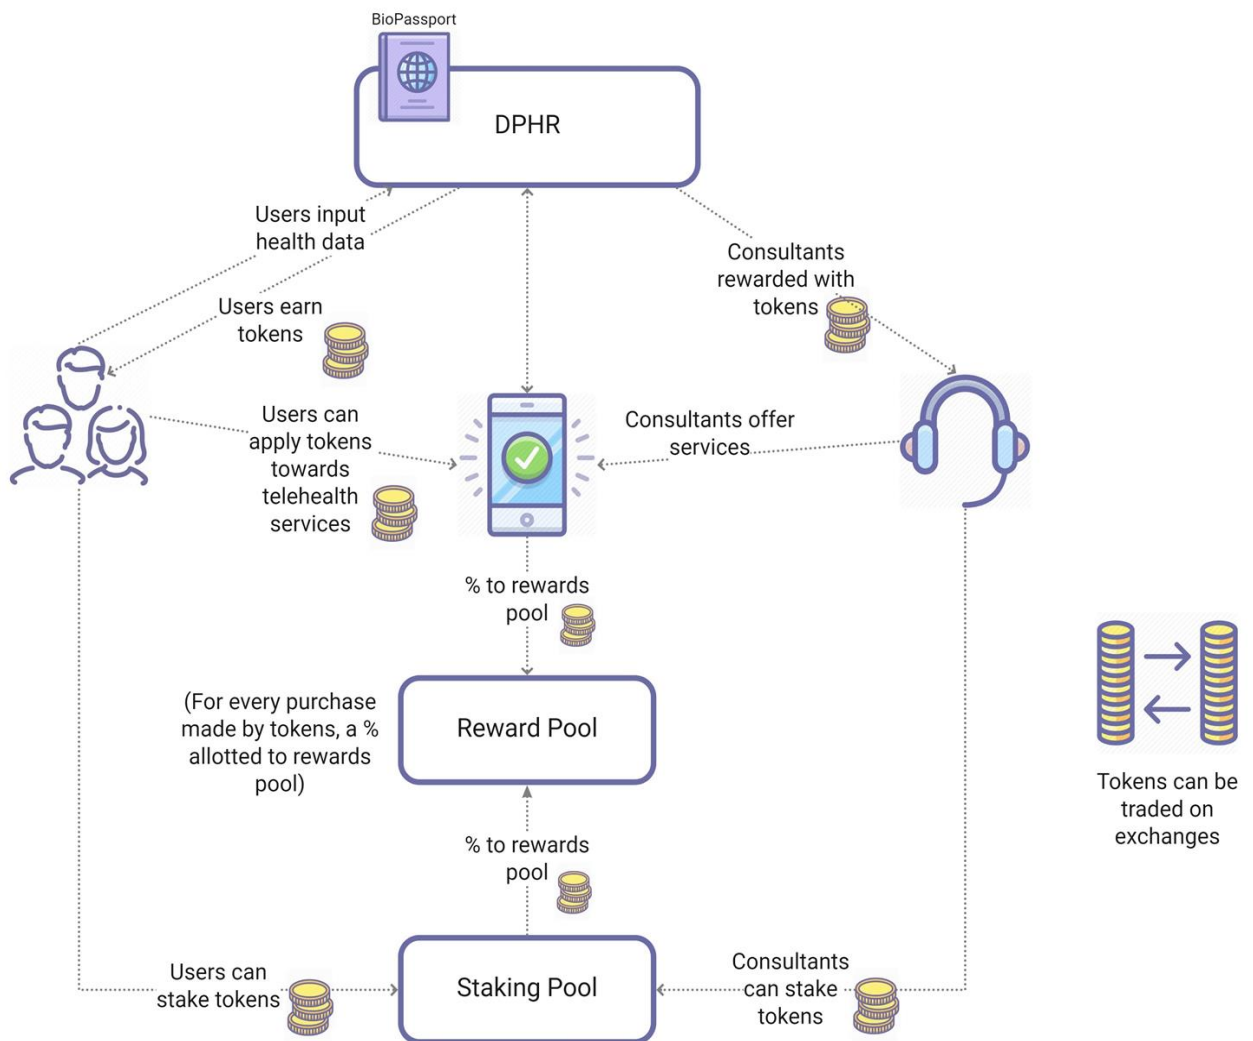 BioPassport
DPHR
Users input
health data
Consultants
rewarded with
tokens
Users earn
tokens
Users can
apply tokens
towards
telehealth
services
Consultants offer
services
% to rewards
pool
(For every purchase
made by tokens, a %
allotted to rewards
pool)
Reward Pool
Tokens can be
traded on
exchanges
% to rewards
pool
Users can
stake tokens
Staking Pool
Consultants
can stake
tokens